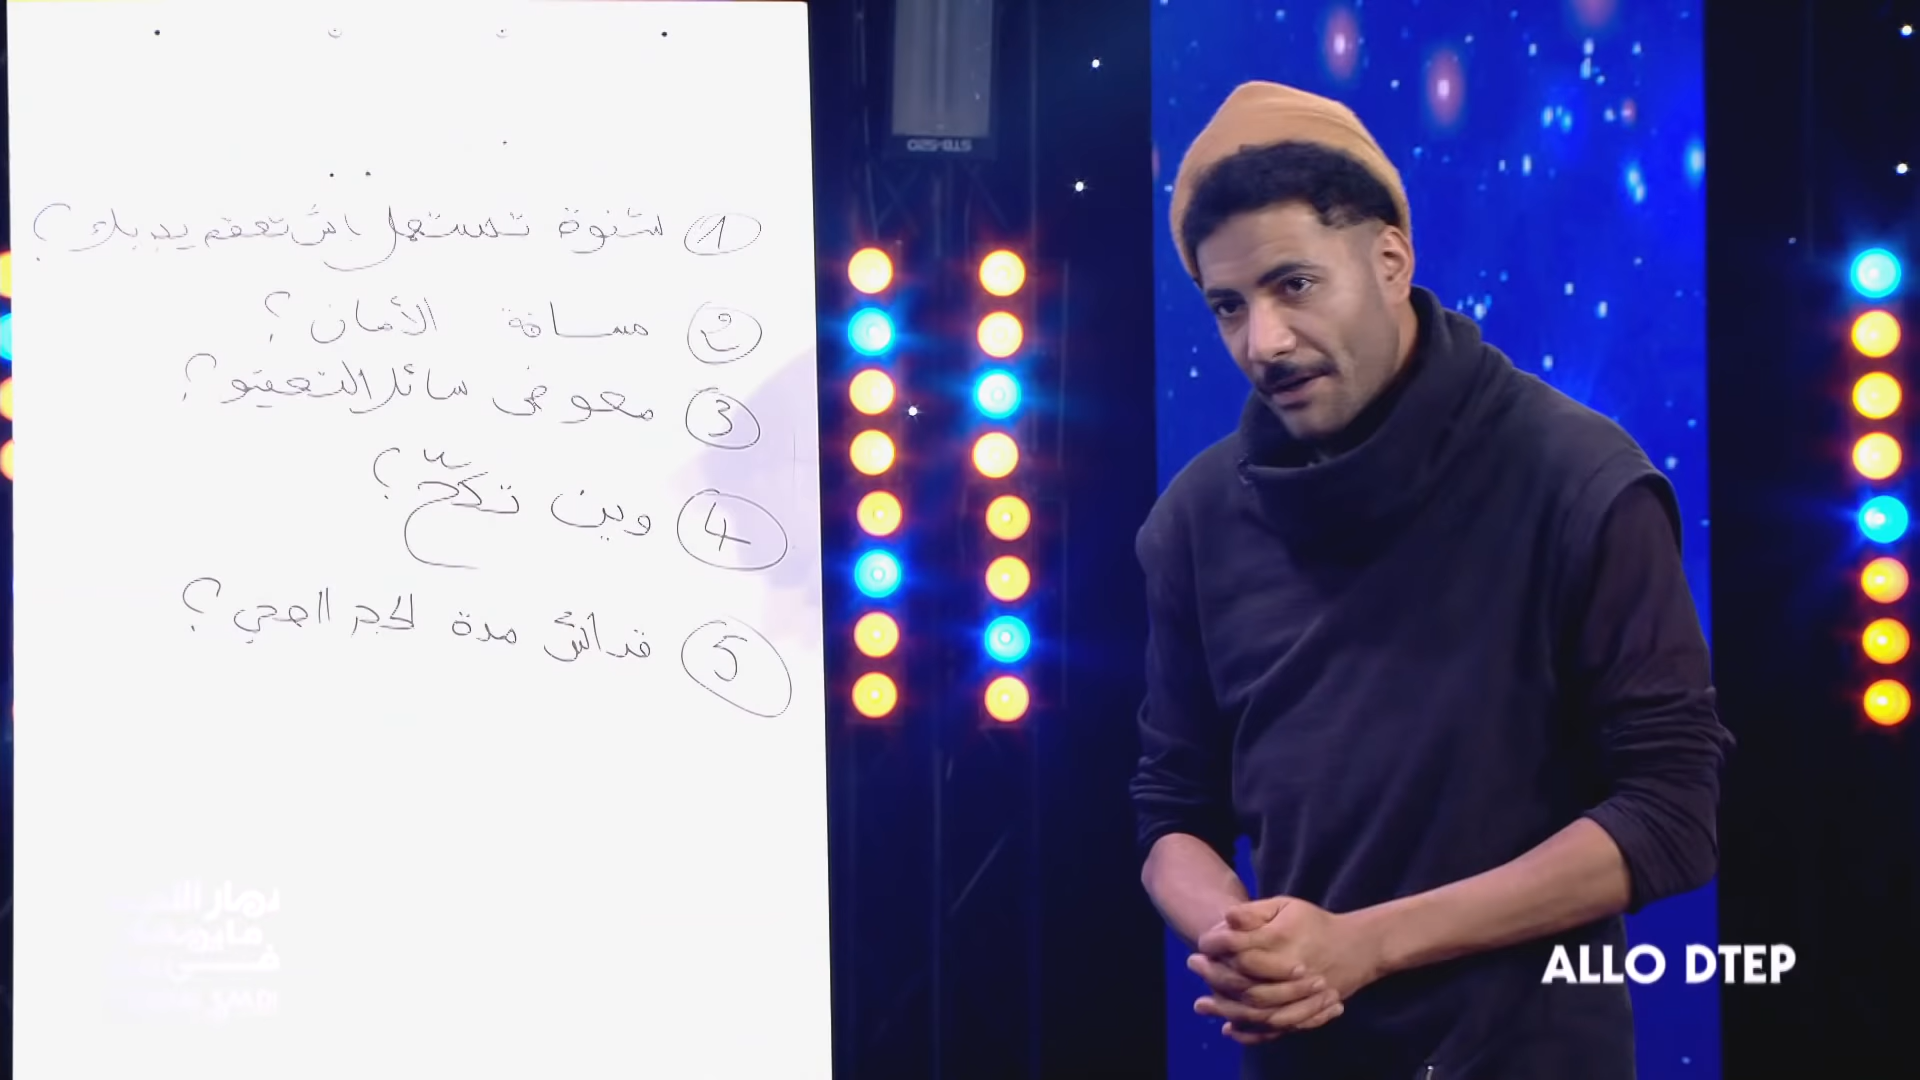 ① شنوة تستعمل باش تعقم يديك؟
② مسافة الأمان؟
③ معوض سائل التعقيم؟
④ وين تكحّ؟
⑤ قداش مدة الحجر الصحي؟
ALLO DTEP